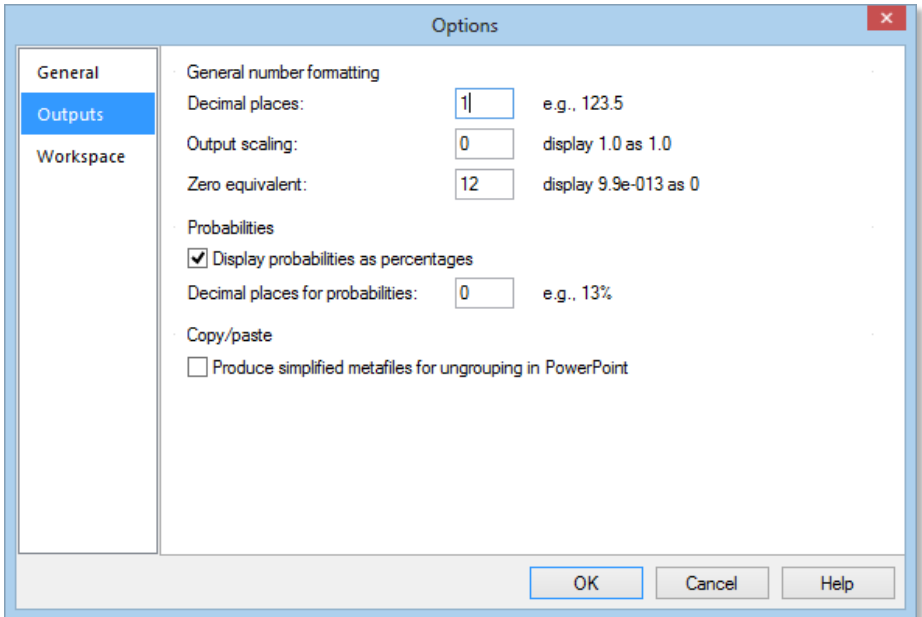 Options
General
Outputs
Workspace
General number formatting
Decimal places: 1 e.g., 123.5
Output scaling: 0 display 1.0 as 1.0
Zero equivalent: 12 display 9.9e-013 as 0
Probabilities
Display probabilities as percentages
Decimal places for probabilities: 0 e.g., 13%
Copy/paste
Produce simplified metafiles for ungrouping in PowerPoint
OK Cancel Help